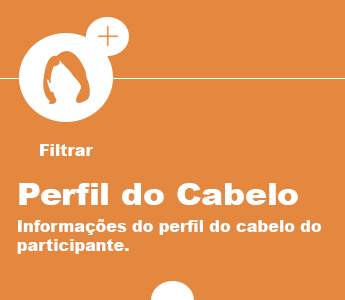 Filtrar
Perfil do Cabelo
Informações do perfil do cabelo do
participante.